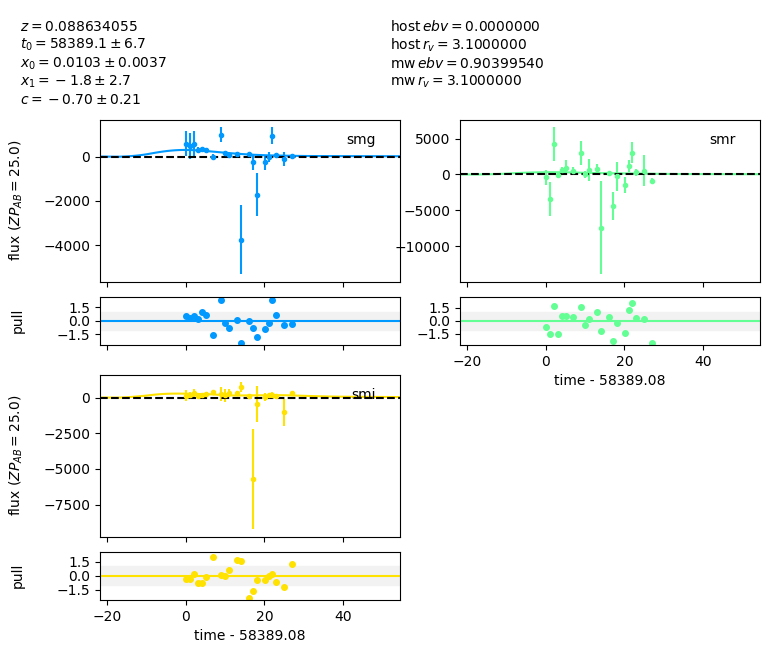 z = 0.088634055
t0 = 58389.1 ± 6.7
x0 = 0.0103 ± 0.0037
x1 = −1.8 ± 2.7
c = −0.70 ± 0.21
host ebv = 0.0000000
host rv = 3.1000000
mw ebv = 0.90399540
mw rv = 3.1000000
smg
0
−2000
−4000
flux (ZPAB = 25.0)
smr
5000
0
−5000
−10000
1.5
0.0
−1.5
pull
1.5
0.0
−1.5
−20 0 20 40
time - 58389.08
smi
0
−2500
−5000
−7500
flux (ZPAB = 25.0)
1.5
0.0
−1.5
pull
−20 0 20 40
time - 58389.08